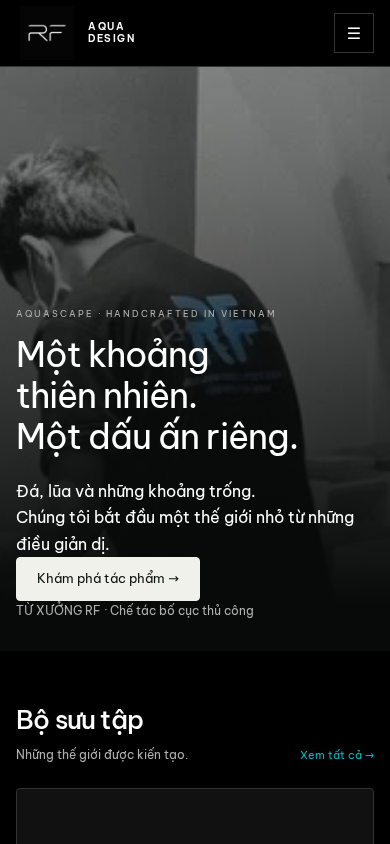 RF
AQUA
DESIGN
☰
RF
AQUASCAPE · HANDCRAFTED IN VIETNAM
Một khoảng
thiên nhiên.
Một dấu ấn riêng.
Đá, lũa và những khoảng trống.
Chúng tôi bắt đầu một thế giới nhỏ từ những
điều giản dị.
Khám phá tác phẩm →
TỪ XƯỞNG RF · Chế tác bố cục thủ công
Bộ sưu tập
Những thế giới được kiến tạo.
Xem tất cả →